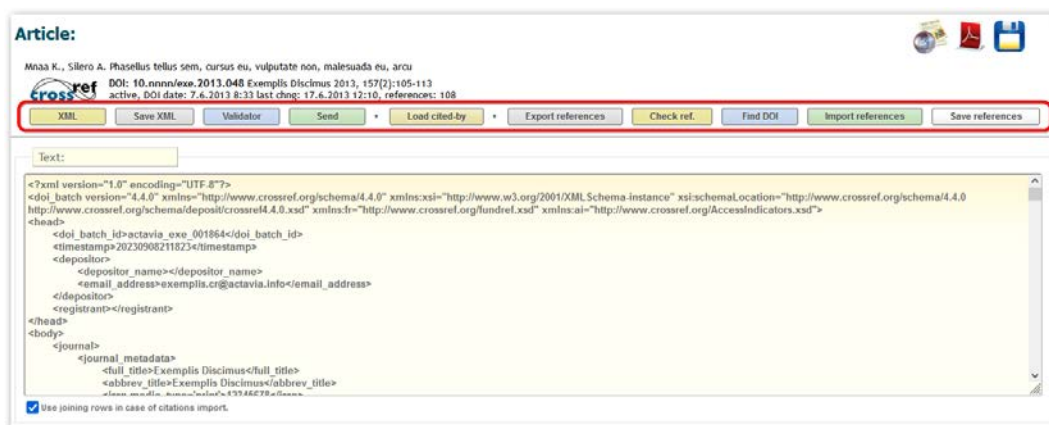 Article:
Mnaa K., Silero A. Phasellus tellus sem, cursus eu, vulputate non, malesuada eu, arcu
crossref
DOI: 10.nnnn/exe.2013.048 Exemplis Discimus 2013, 157(2):105-113
active, DOI date: 7.6.2013 8:33 last chng: 17.6.2013 12:10, references: 108
XML Save XML Validator Send Load cited-by Export references Check ref. Find DOI Import references Save references
Text:
<?xml version="1.0" encoding="UTF-8"?>
<doi_batch version="4.4.0" xmlns="http://www.crossref.org/schema/4.4.0" xmlns:xsi="http://www.w3.org/2001/XMLSchema-instance" xsi:schemaLocation="http://www.crossref.org/schema/4.4.0
http://www.crossref.org/schema/deposit/crossref4.4.0.xsd" xmlns:fr="http://www.crossref.org/fundref.xsd" xmlns:ai="http://www.crossref.org/AccessIndicators.xsd">
<head>
<doi_batch_id>actavia_exe_001864</doi_batch_id>
<timestamp>20230908211823</timestamp>
<depositor>
<depositor_name></depositor_name>
<email_address>exemplis.cr@actavia.info</email_address>
</depositor>
<registrant></registrant>
</head>
<body>
<journal>
<journal_metadata>
<full_title>Exemplis Discimus</full_title>
<abbrev_title>Exemplis Discimus</abbrev_title>
<issn media_type='print'>12345678</issn>
Use joining rows in case of citations import.